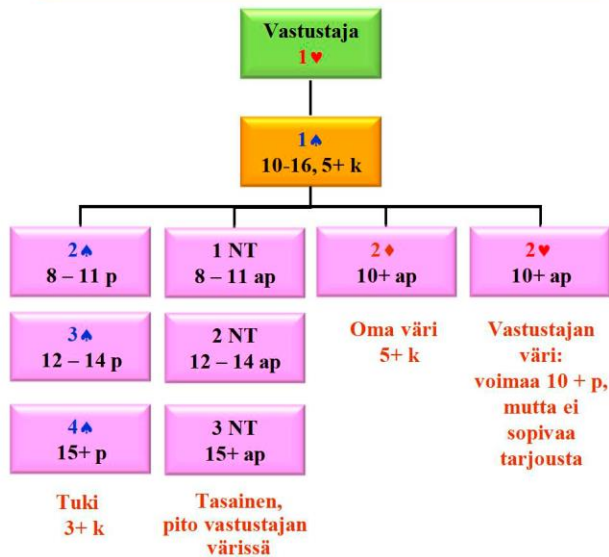 Vastustaja
1♥
1♠
10-16, 5+ k
2♠
8 – 11 p
3♠
12 – 14 p
4♠
15+ p
Tuki
3+ k
1 NT
8 – 11 ap
2 NT
12 – 14 ap
3 NT
15+ ap
Tasainen,
pito vastustajan
värissä
2♦
10+ ap
Oma väri
5+ k
2♥
10+ ap
Vastustajan
väri:
voimaa 10 + p,
mutta ei
sopivaa
tarjousta